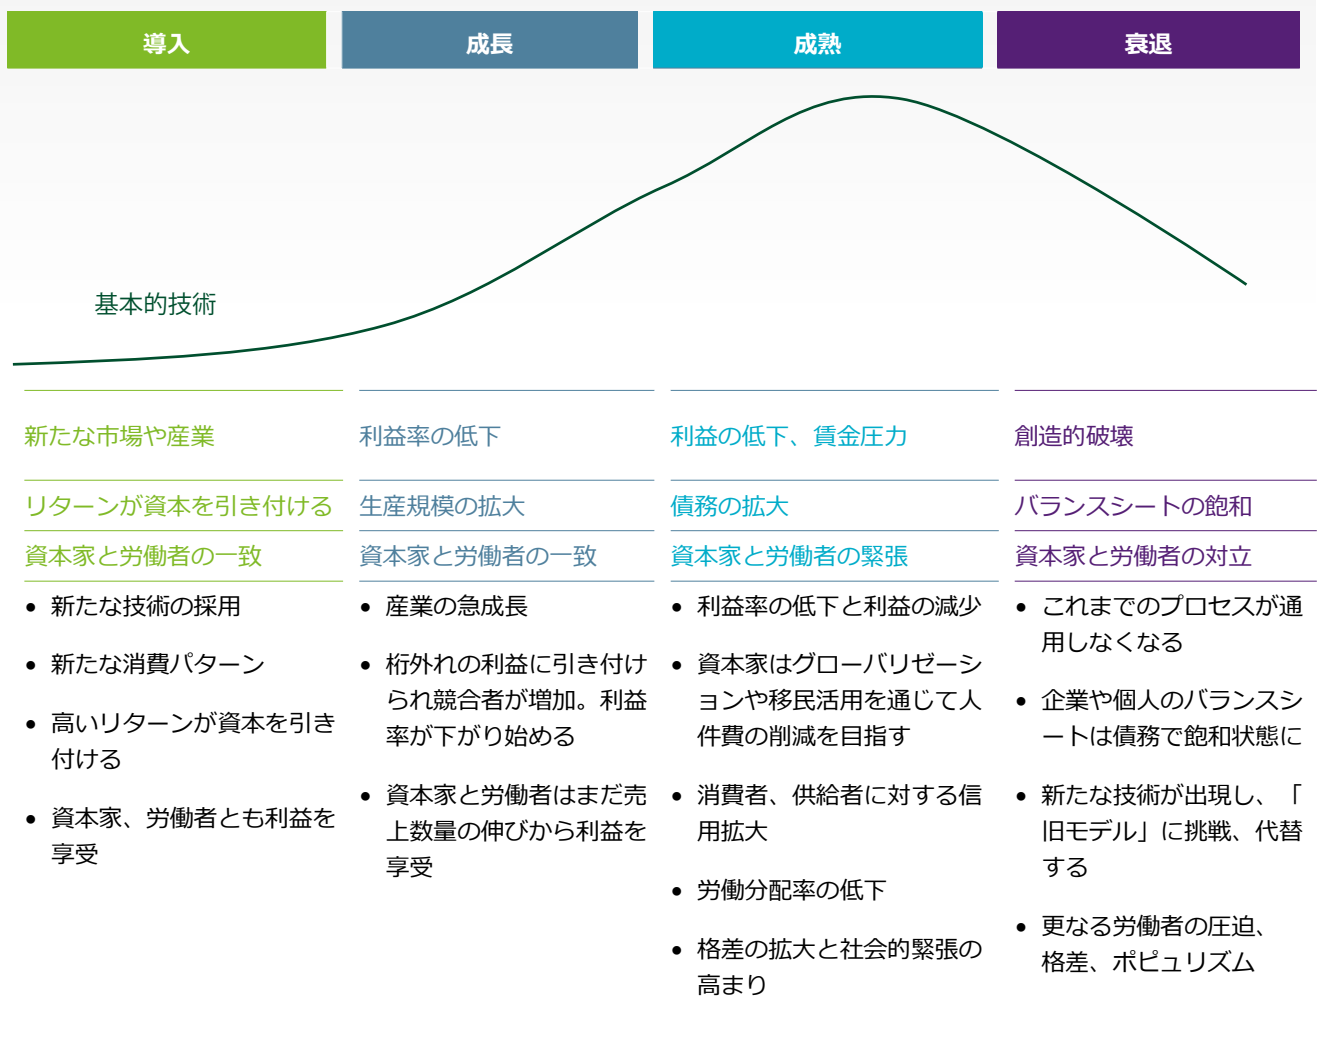 導入
成長
成熟
衰退
基本的技術
新たな市場や産業
利益率の低下
利益の低下、賃金圧力
創造的破壊
リターンが資本を引き付ける
生産規模の拡大
債務の拡大
バランスシートの飽和
資本家と労働者の一致
資本家と労働者の一致
資本家と労働者の緊張
資本家と労働者の対立
• 新たな技術の採用
• 新たな消費パターン
• 高いリターンが資本を引き
付ける
• 資本家、労働者とも利益を
享受
• 産業の急成長
• 桁外れの利益に引き付け
られ競合者が増加。利益
率が下がり始める
• 資本家と労働者はまだ売
上数量の伸びから利益を
享受
• 利益率の低下と利益の減少
• 資本家はグローバリゼーシ
ョンや移民活用を通じて人
件費の削減を目指す
• 消費者、供給者に対する信
用拡大
• 労働分配率の低下
• 格差の拡大と社会的緊張の
高まり
• これまでのプロセスが通
用しなくなる
• 企業や個人のバランスシ
ートは債務で飽和状態に
• 新たな技術が出現し、「
旧モデル」に挑戦、代替
する
• 更なる労働者の圧迫、
格差、ポピュリズム